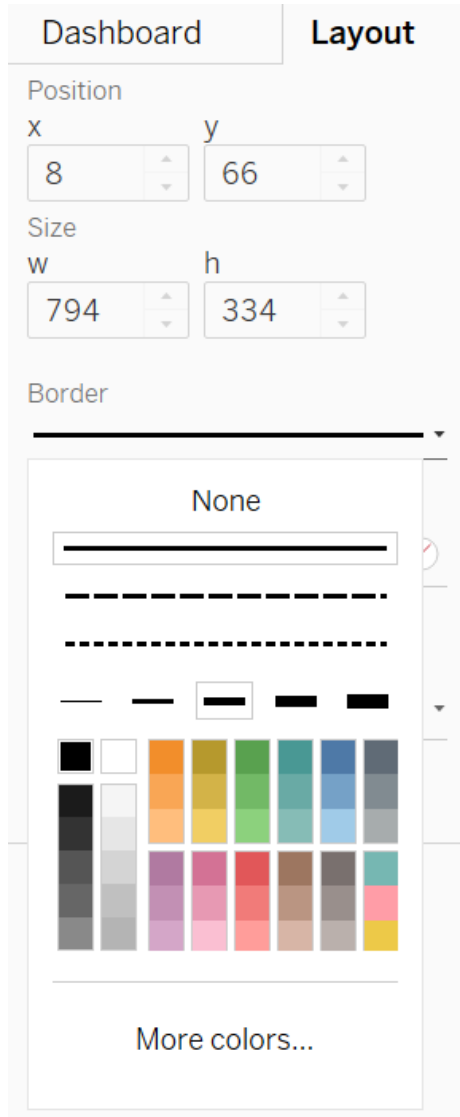 Dashboard Layout
Position
x y
8 66
Size
w h
794 334
Border
None
More colors...